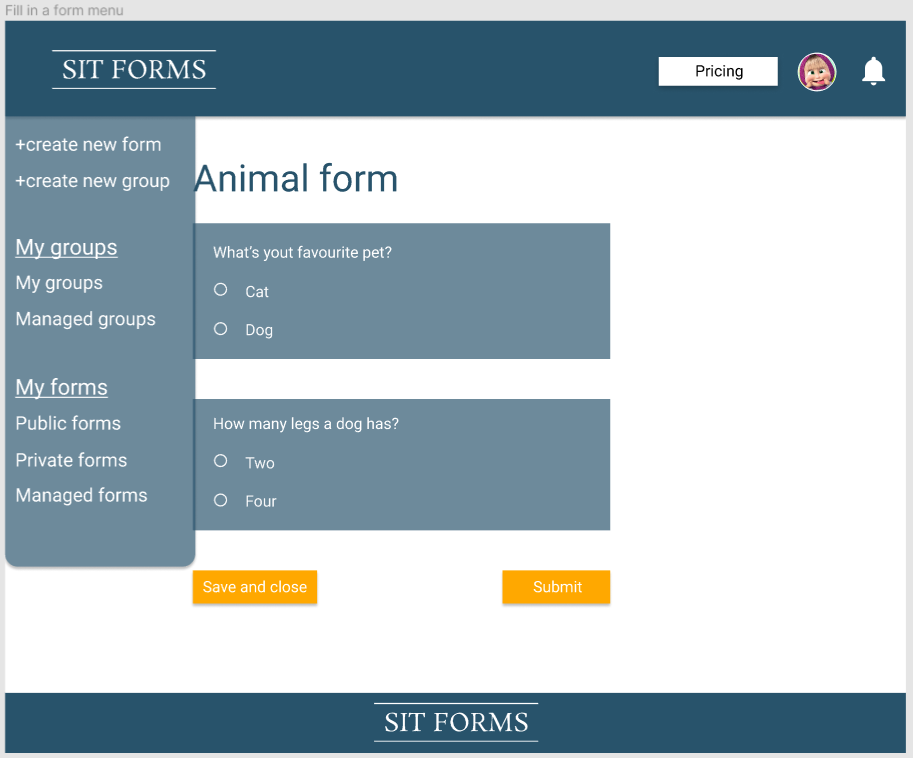 Fill in a form menu
SIT FORMS
Pricing
+create new form
+create new group
My groups
My groups
Managed groups
My forms
Public forms
Private forms
Managed forms
Animal form
What's yout favourite pet?
Cat
Dog
How many legs a dog has?
Two
Four
Save and close
Submit
SIT FORMS